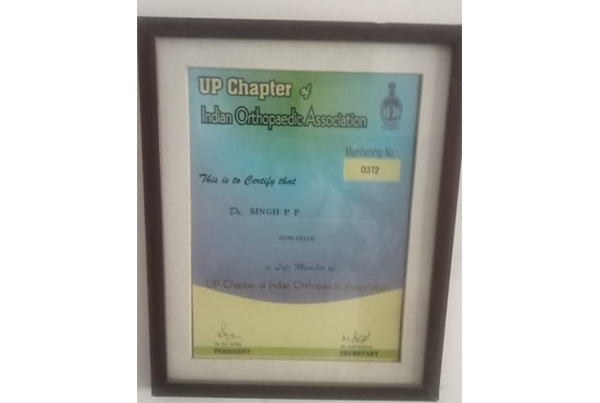 UP Chapter of
Indian Orthopaedic Association
Membership No.
0312
This is to Certify that
Dr. SINGH P P
NEW DELHI
is Life Member of
UP Chapter of Indian Orthopaedic Association
PRESIDENT
SECRETARY